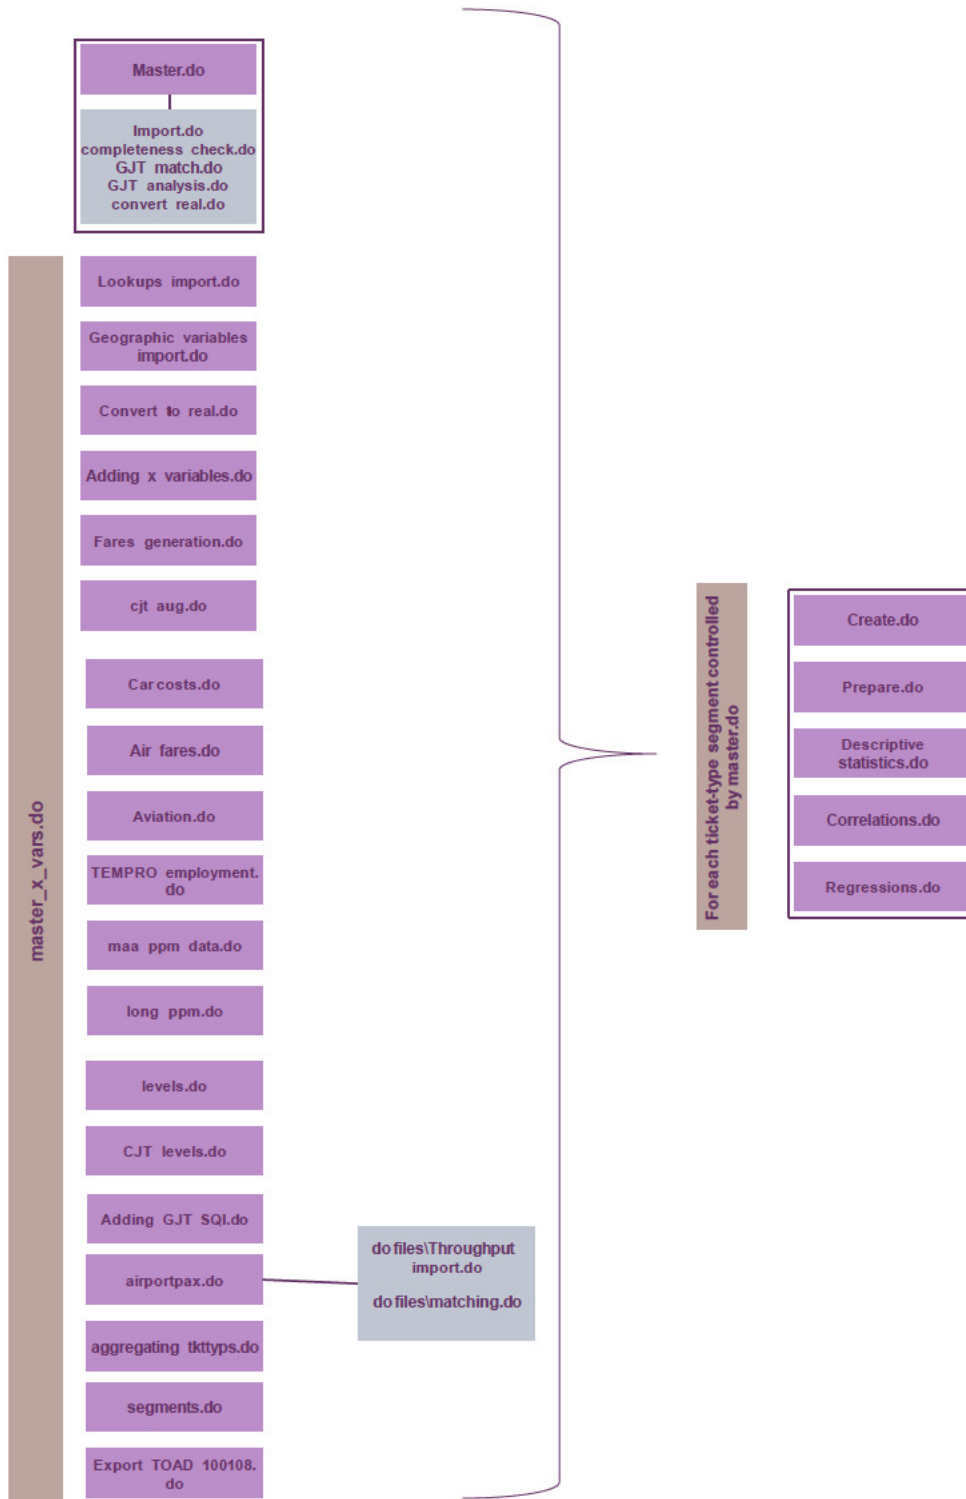 Master.do
Import.do
completeness check.do
GJT match.do
GJT analysis.do
convert real.do
master_x_vars.do
Lookups import.do
Geographic variables
import.do
Convert to real.do
Adding x variables.do
Fares generation.do
cjt aug.do
Car costs.do
Air fares.do
Aviation.do
TEMPRO employment.
do
maa ppm data.do
long ppm.do
levels.do
CJT levels.do
Adding GJT SQI.do
airportpax.do
do files\Throughput
import.do
do files\matching.do
aggregating tkttyps.do
segments.do
Export TOAD 100108.
do
For each ticket-type segment controlled
by master.do
Create.do
Prepare.do
Descriptive
statistics.do
Correlations.do
Regressions.do